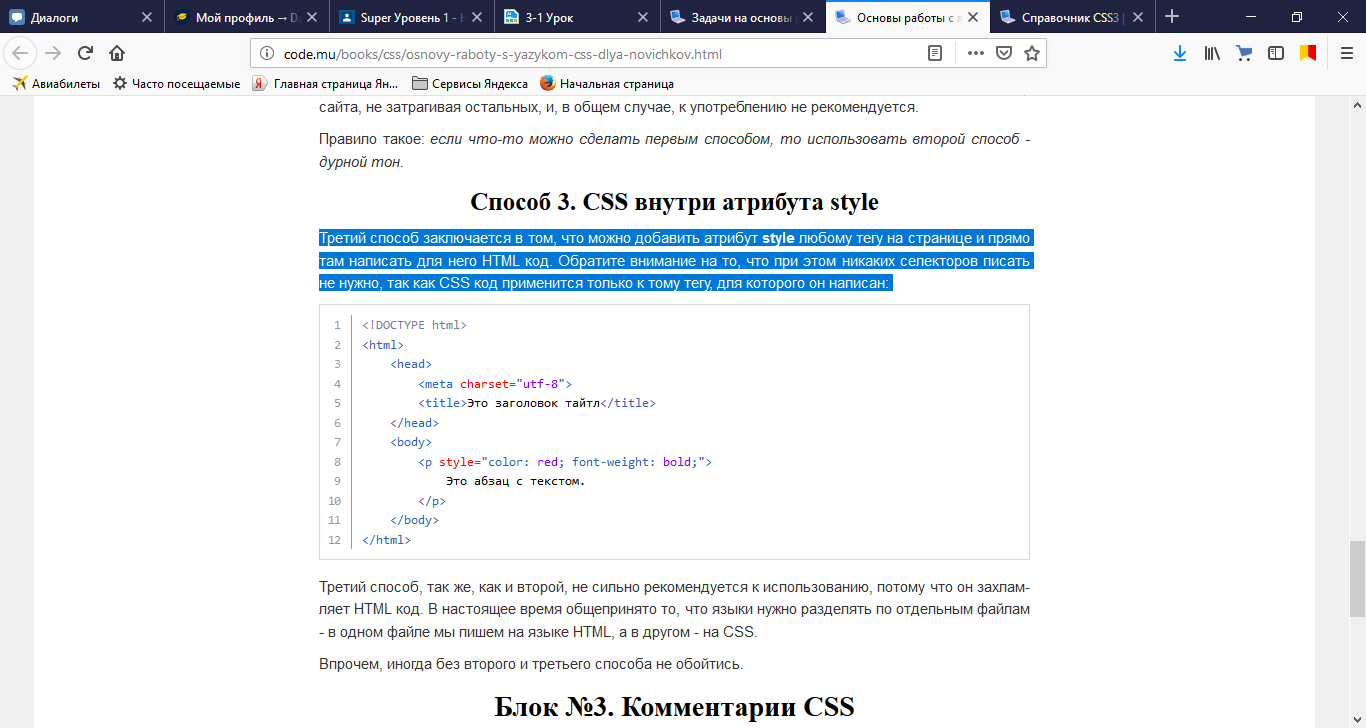 Диалоги
Мой профиль → D
Super Уровень 1 - H
3-1 Урок
Задачи на основы
Основы работы с я
Справочник CSS3
code.mu/books/css/osnovy-raboty-s-yazykom-css-dlya-novichkov.html
Авиабилеты
Часто посещаемые
Главная страница Ян...
Сервисы Яндекса
Начальная страница
сайта, не затрагивая остальных, и, в общем случае, к употреблению не рекомендуется.
Правило такое: если что-то можно сделать первым способом, то использовать второй способ -
дурной тон.
Способ 3. CSS внутри атрибута style
Третий способ заключается в том, что можно добавить атрибут style любому тегу на странице и прямо
там написать для него HTML код. Обратите внимание на то, что при этом никаких селекторов писать
не нужно, так как CSS код применится только к тому тегу, для которого он написан:
1 <!DOCTYPE html>
2 <html>
3 <head>
4 <meta charset="utf-8">
5 <title>Это заголовок тайтл</title>
6 </head>
7 <body>
8 <p style="color: red; font-weight: bold;">
9 Это абзац с текстом.
10 </p>
11 </body>
12 </html>
Третий способ, так же, как и второй, не сильно рекомендуется к использованию, потому что он захлам-
ляет HTML код. В настоящее время общепринято то, что языки нужно разделять по отдельным файлам
- в одном файле мы пишем на языке HTML, а в другом - на CSS.
Впрочем, иногда без второго и третьего способа не обойтись.
Блок №3. Комментарии CSS